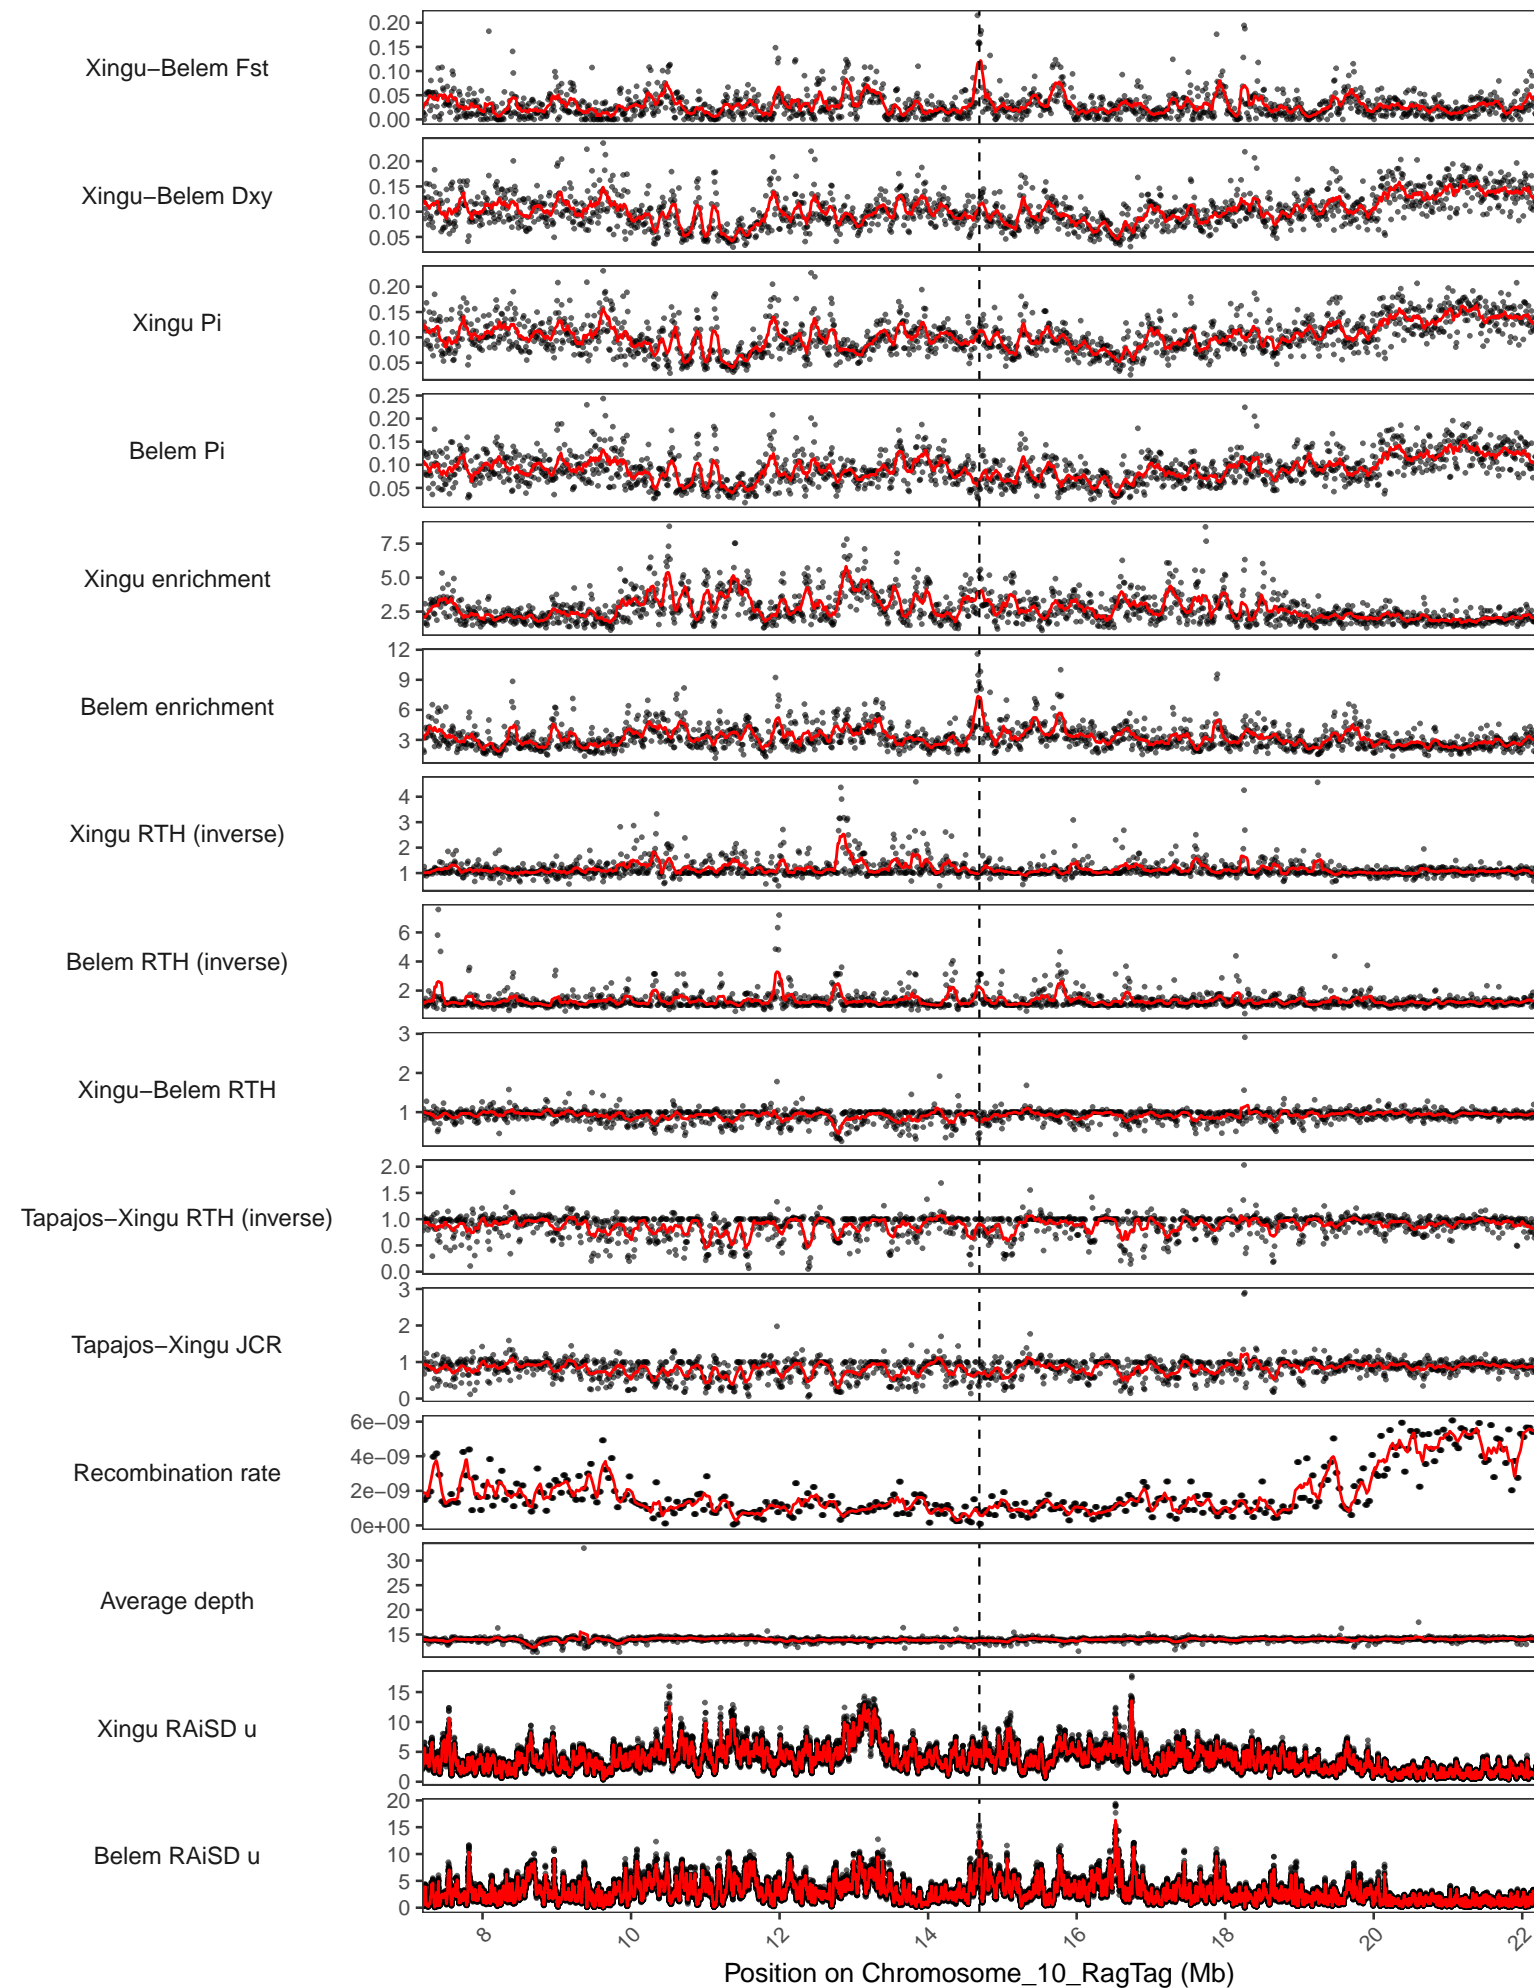 Xingu−Belem Fst
0.20
0.15
0.10
0.05
0.00
Xingu−Belem Dxy
0.20
0.15
0.10
0.05
Xingu Pi
0.20
0.15
0.10
0.05
Belem Pi
0.25
0.20
0.15
0.10
0.05
Xingu enrichment
7.5
5.0
2.5
Belem enrichment
12
9
6
3
Xingu RTH (inverse)
4
3
2
1
Belem RTH (inverse)
6
4
2
Xingu−Belem RTH
3
2
1
Tapajos−Xingu RTH (inverse)
2.0
1.5
1.0
0.5
0.0
Tapajos−Xingu JCR
3
2
1
0
Recombination rate
6e−09
4e−09
2e−09
0e+00
Average depth
30
25
20
15
Xingu RAiSD u
15
10
5
0
Belem RAiSD u
20
15
10
5
0
8 10 12 14 16 18 20 22
Position on Chromosome_10_RagTag (Mb)